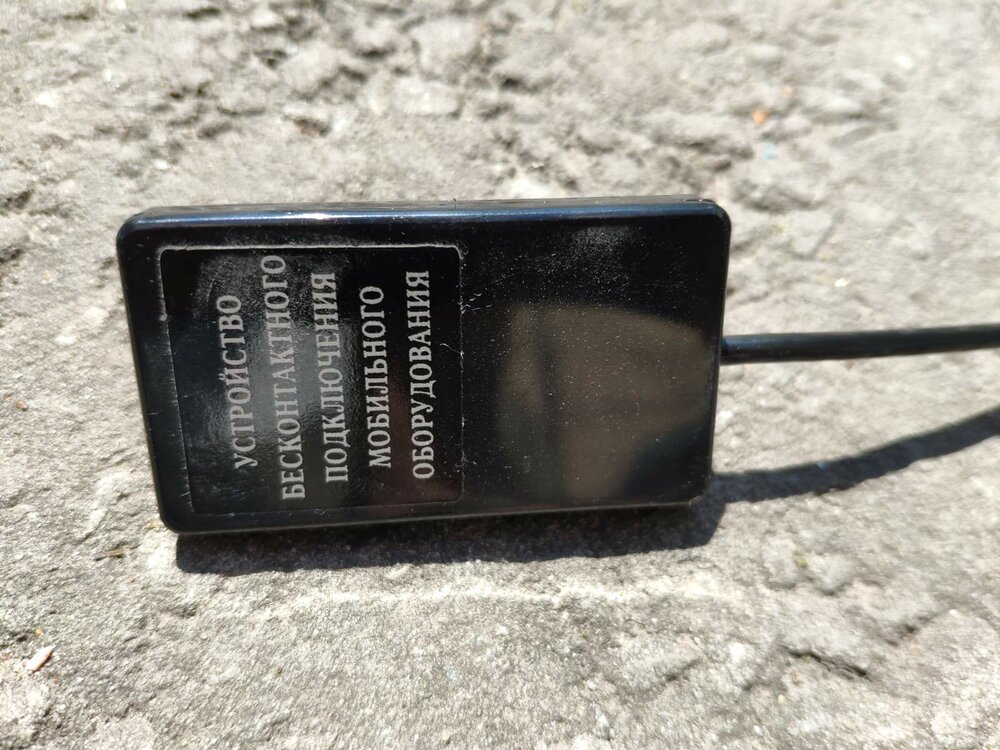 УСТРОЙСТВО
БЕСКОНТАКТНОГО
ПОДКЛЮЧЕНИЯ
МОБИЛЬНОГО
ОБОРУДОВАНИЯ